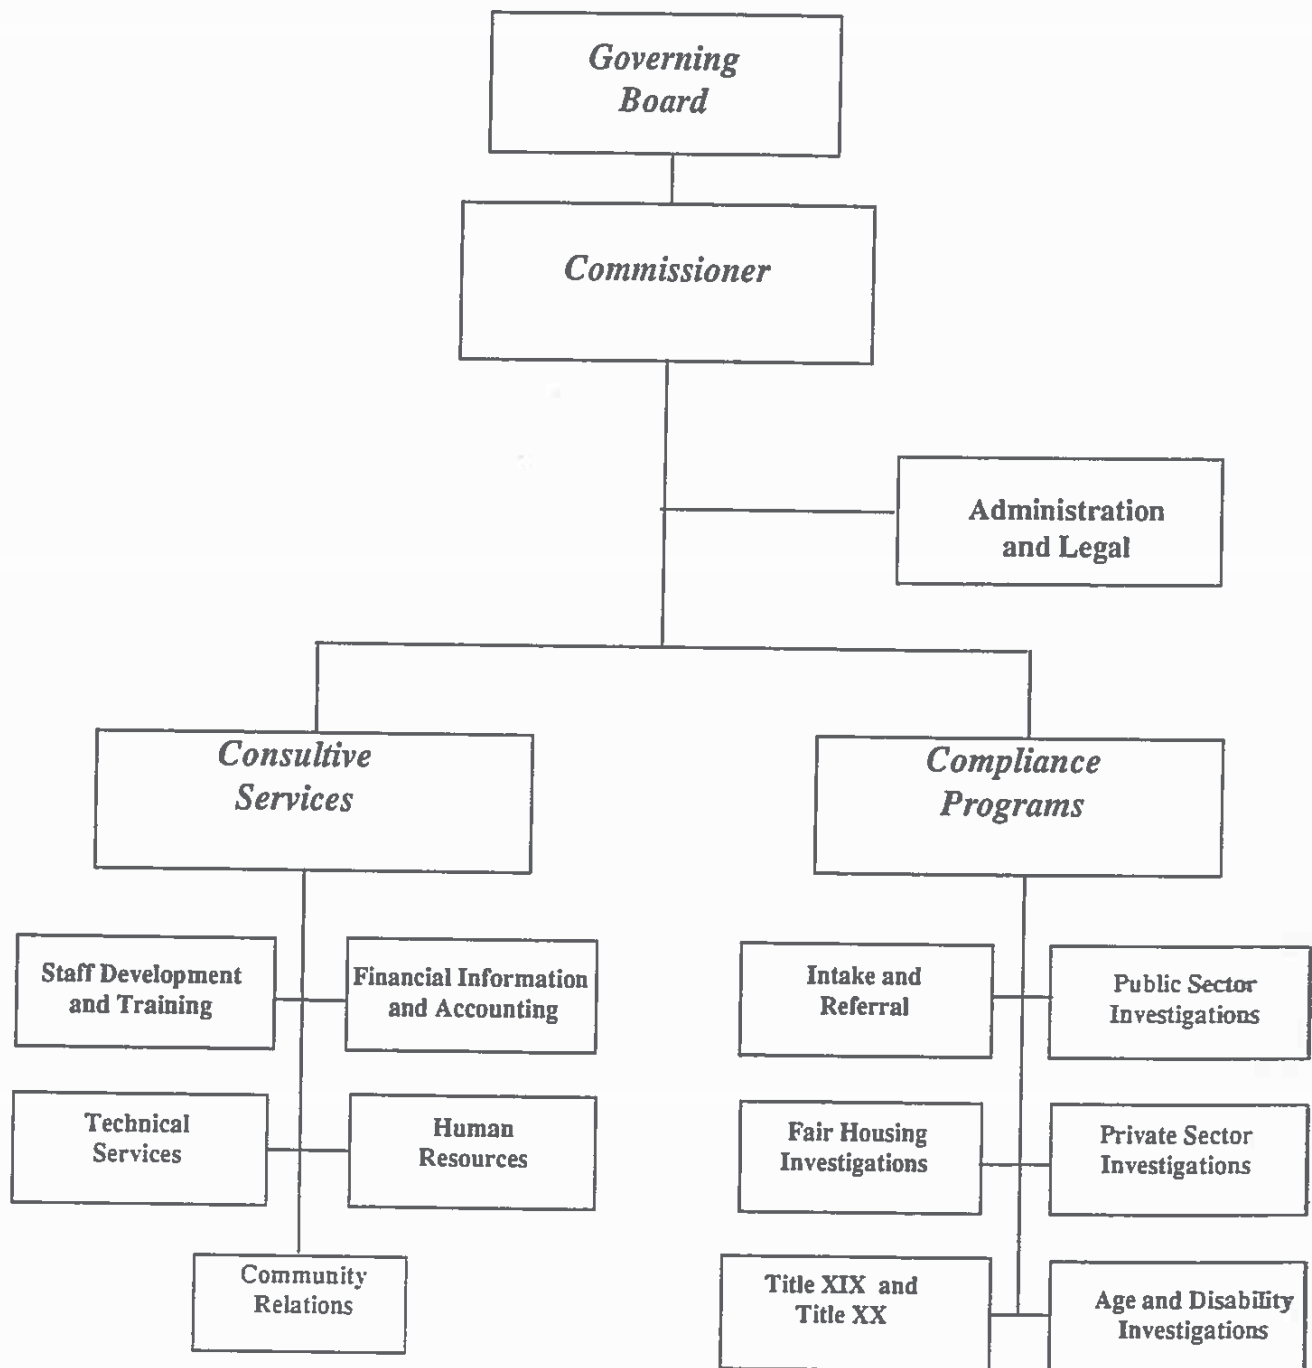 Governing
Board
Commissioner
Administration
and Legal
Consultive
Services
Compliance
Programs
Staff Development
and Training
Financial Information
and Accounting
Intake and
Referral
Public Sector
Investigations
Technical
Services
Human
Resources
Fair Housing
Investigations
Private Sector
Investigations
Community
Relations
Title XIX and
Title XX
Age and Disability
Investigations